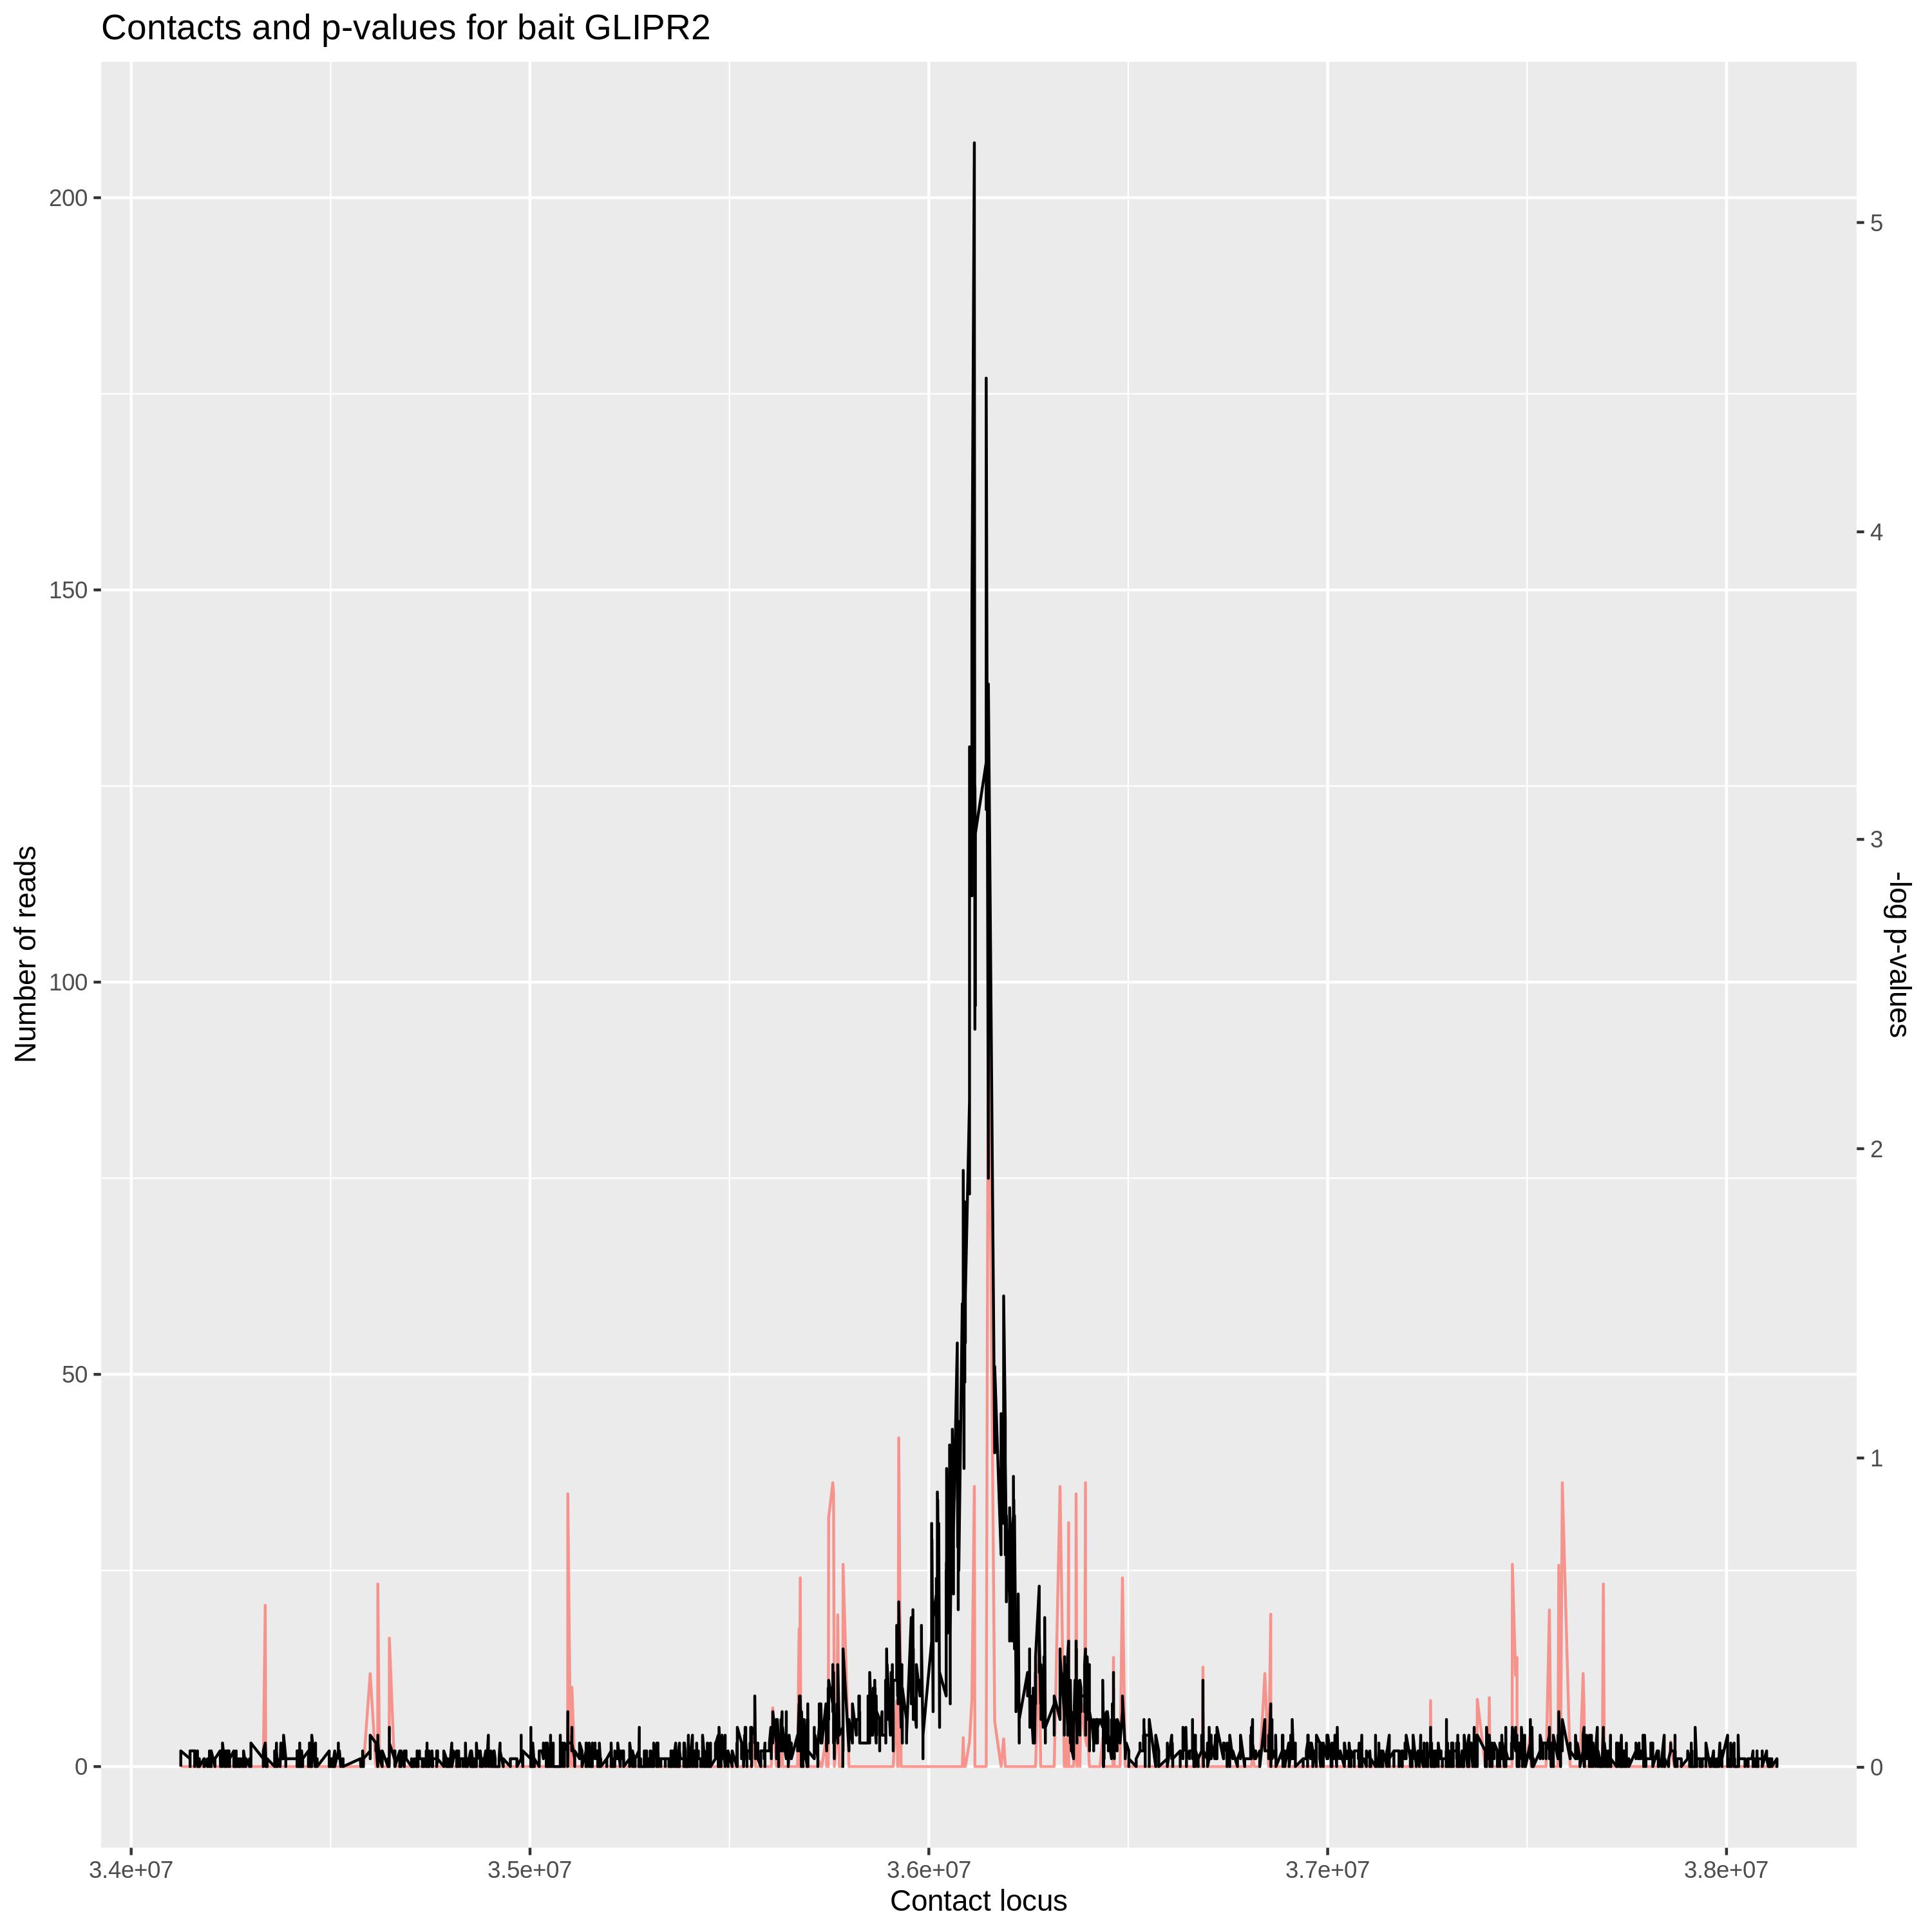 Contacts and p-values for bait GLIPR2
200
150
100
50
0
Number of reads
5
4
3
2
1
0
-log p-values
3.4e+07
3.5e+07
3.6e+07
3.7e+07
3.8e+07
Contact locus